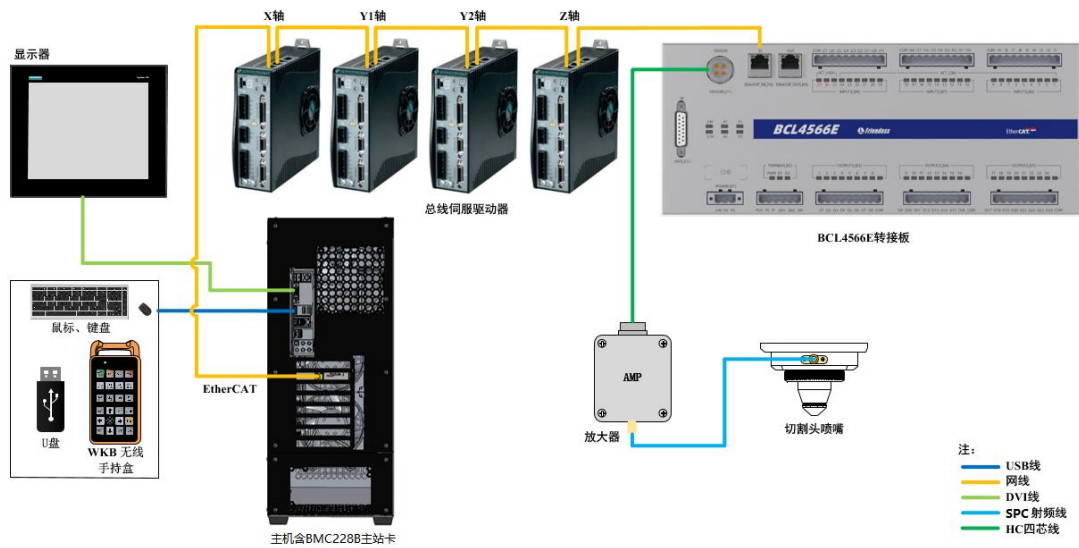 X轴
Y1轴
Y2轴
Z轴
显示器
BCL4566E
Friendess
EtherCAT
总线伺服驱动器
BCL4566E转接板
鼠标、键盘
U盘
WKB 无线
手持盒
EtherCAT
主机含BMC228B主站卡
AMP
放大器
切割头喷嘴
注：
USB线
网线
DVI线
SPC 射频线
HC四芯线